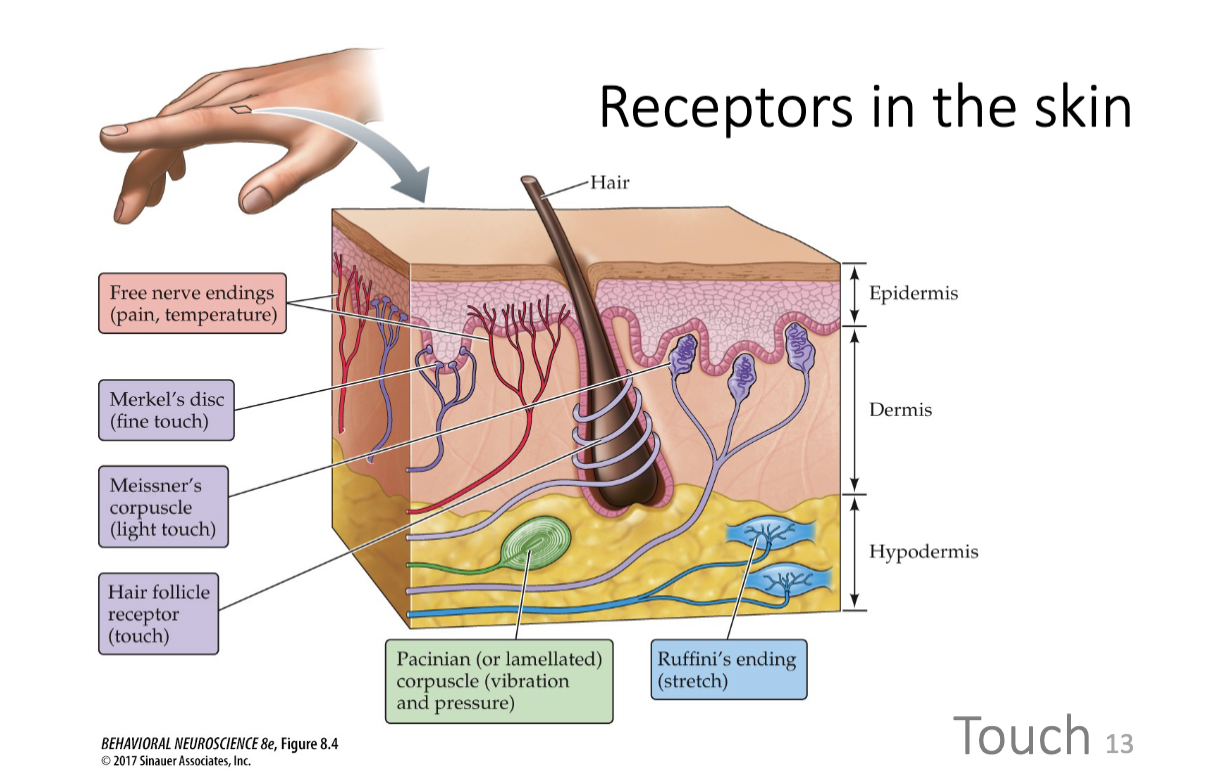 Receptors in the skin
Hair
Free nerve endings
(pain, temperature)
Merkel’s disc
(fine touch)
Meissner’s
corpuscle
(light touch)
Hair follicle
receptor
(touch)
Epidermis
Dermis
Hypodermis
Pacinian (or lamellated)
corpuscle (vibration
and pressure)
Ruffini’s ending
(stretch)
BEHAVIORAL NEUROSCIENCE 8e, Figure 8.4
© 2017 Sinauer Associates, Inc.
Touch 13